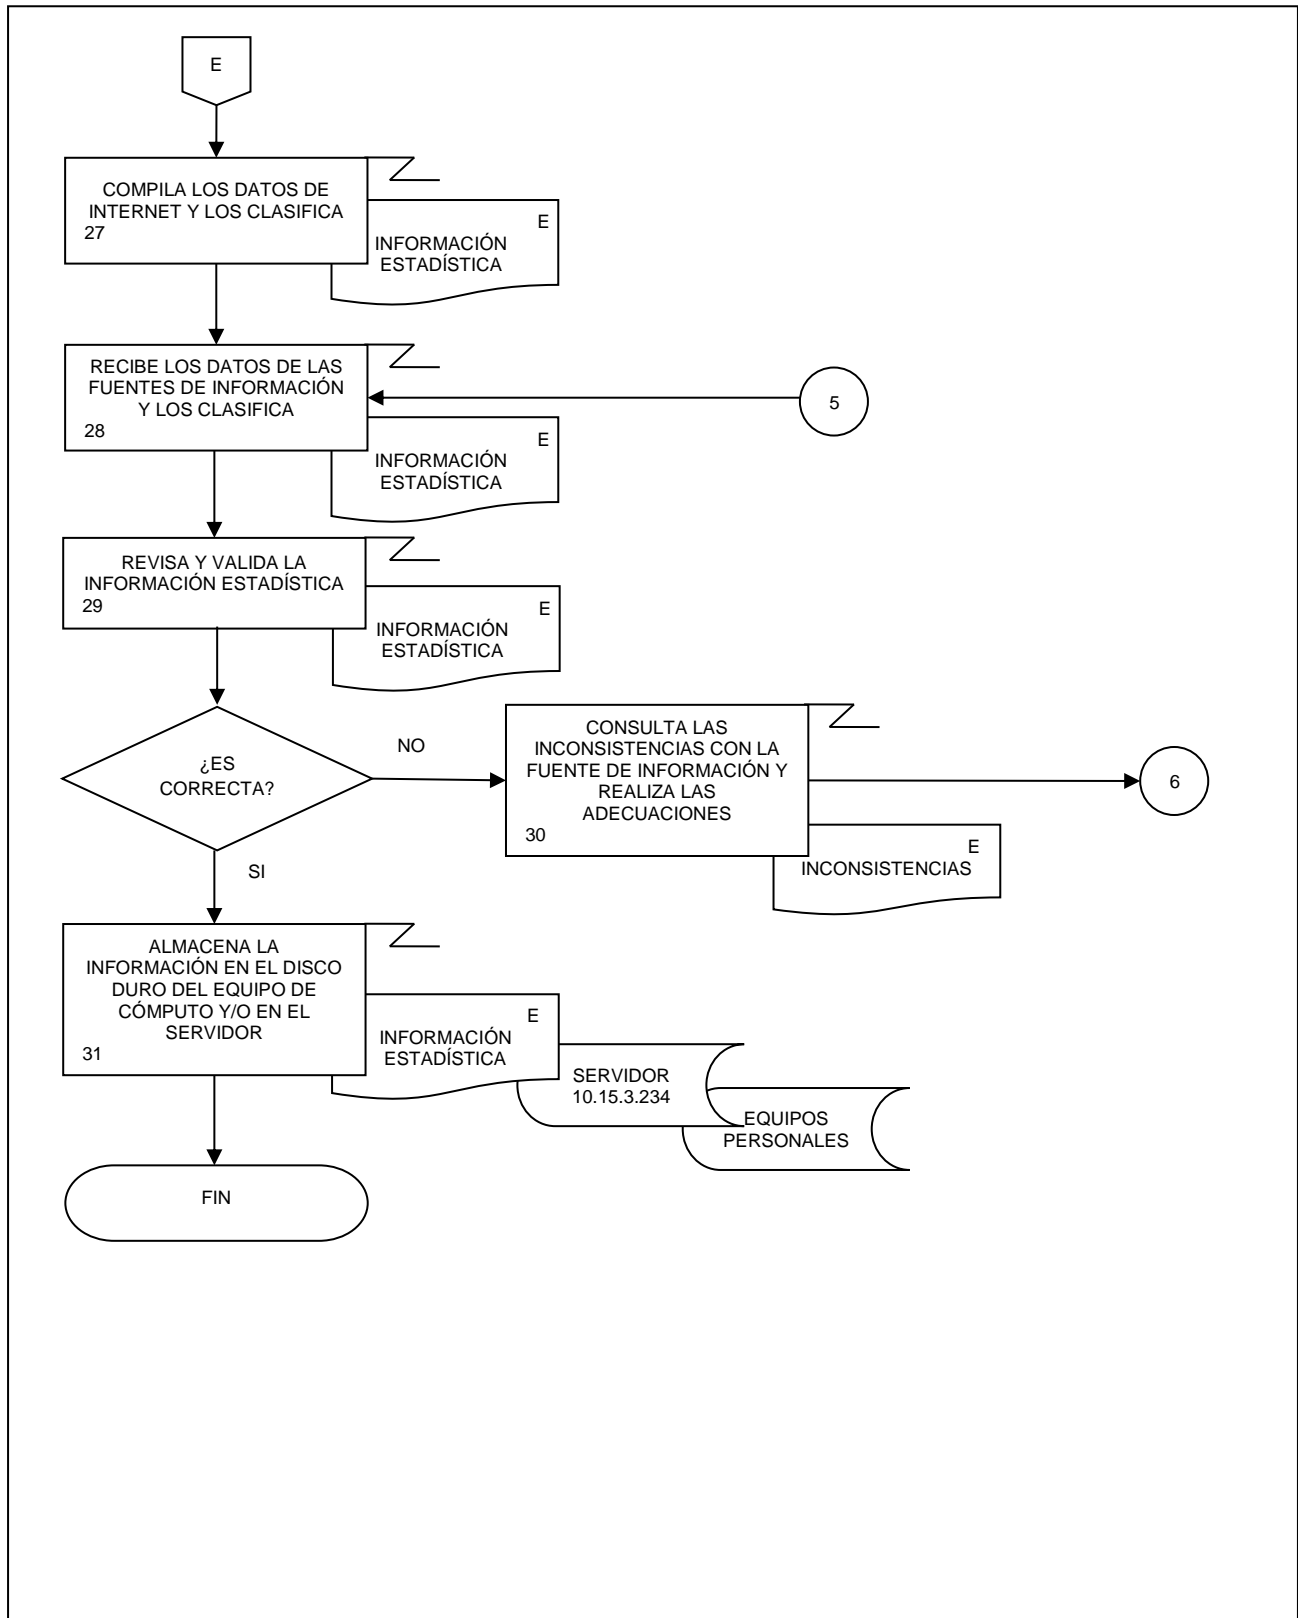 E
COMPILA LOS DATOS DE
INTERNET Y LOS CLASIFICA
27
E
INFORMACIÓN
ESTADÍSTICA
RECIBE LOS DATOS DE LAS
FUENTES DE INFORMACIÓN
Y LOS CLASIFICA
28
5
E
INFORMACIÓN
ESTADÍSTICA
REVISA Y VALIDA LA
INFORMACIÓN ESTADÍSTICA
29
E
INFORMACIÓN
ESTADÍSTICA
¿ES
CORRECTA?
NO
CONSULTA LAS
INCONSISTENCIAS CON LA
FUENTE DE INFORMACIÓN Y
REALIZA LAS
ADECUACIONES
30
6
E
INCONSISTENCIAS
SI
ALMACENA LA
INFORMACIÓN EN EL DISCO
DURO DEL EQUIPO DE
CÓMPUTO Y/O EN EL
SERVIDOR
31
E
INFORMACIÓN
ESTADÍSTICA
SERVIDOR
10.15.3.234
EQUIPOS
PERSONALES
FIN